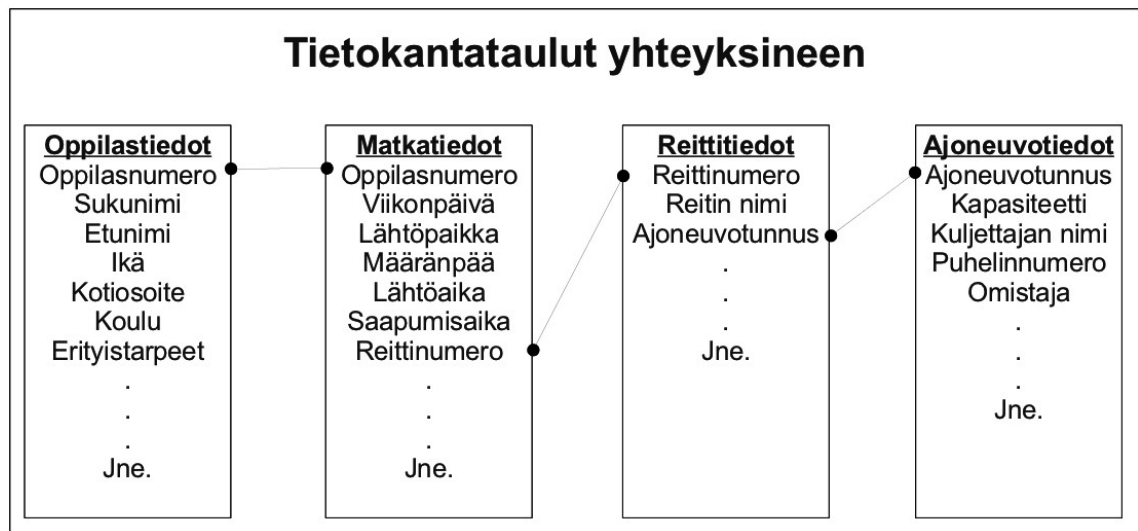 Tietokantataulut yhteyksineen
Oppilastiedot
Oppilasnumero
Sukunimi
Etunimi
Ikä
Kotiosoite
Koulu
Erityistarpeet
.
.
.
Jne.
Matkatiedot
Oppilasnumero
Viikonpäivä
Lähtöpaikka
Määränpää
Lähtöaika
Saapumisaika
Reittinumero
.
.
.
Jne.
Reittitiedot
Reittinumero
Reitin nimi
Ajoneuvotunnus
.
.
.
Jne.
Ajoneuvotiedot
Ajoneuvotunnus
Kapasiteetti
Kuljettajan nimi
Puhelinnumero
Omistaja
.
.
.
Jne.